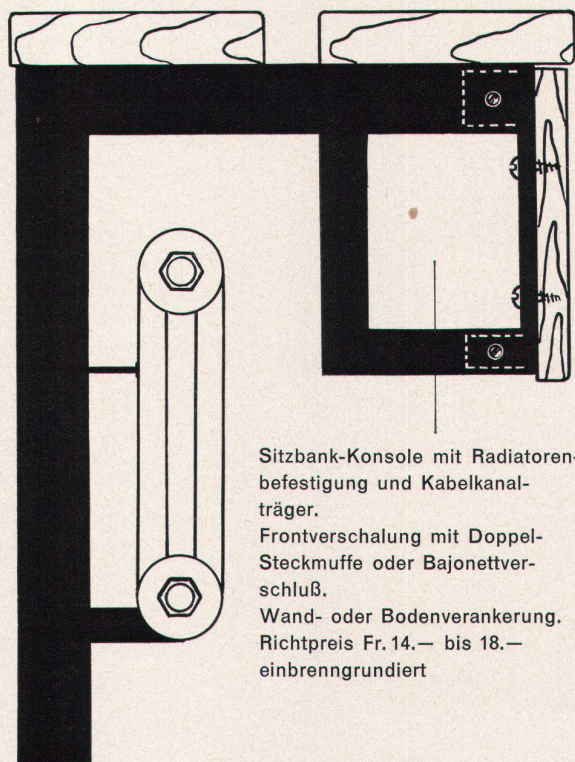 Sitzbank-Konsole mit Radiatoren-
befestigung und Kabelkanal-
träger.
Frontverschalung mit Doppel-
Steckmuffe oder Bajonettver-
schluß.
Wand- oder Bodenverankerung.
Richtpreis Fr. 14.— bis 18.—
einbrenngrundiert